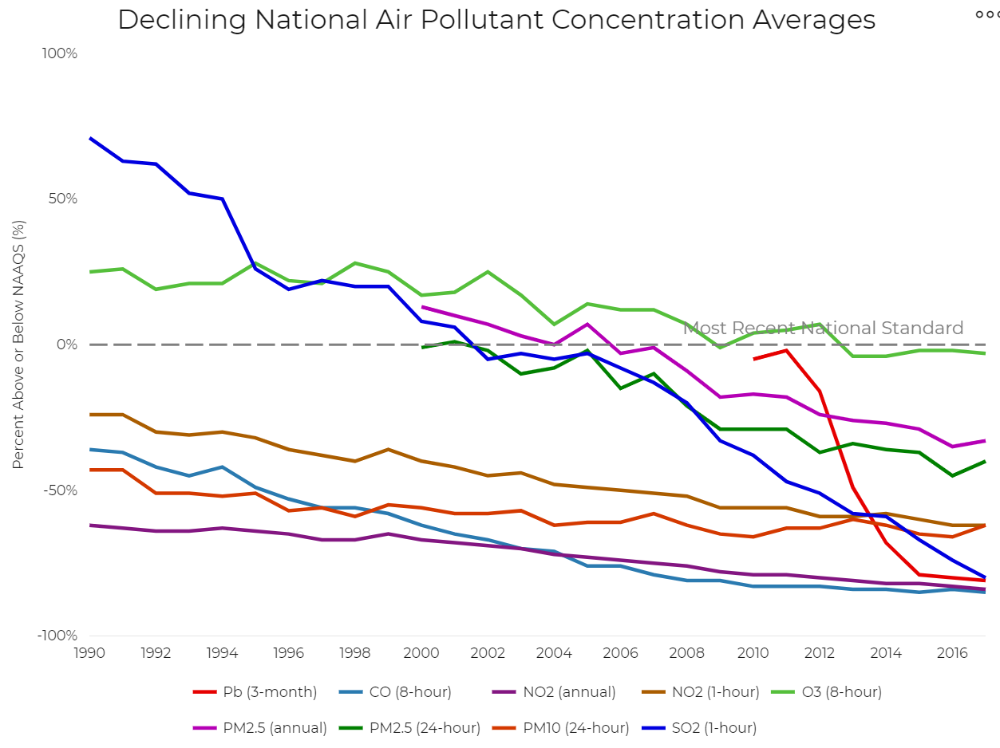 Declining National Air Pollutant Concentration Averages
100%
50%
Most Recent National Standard
0%
-50%
-100%
Percent Above or Below NAAQS (%)
1990 1992 1994 1996 1998 2000 2002 2004 2006 2008 2010 2012 2014 2016
Pb (3-month) CO (8-hour) NO2 (annual) NO2 (1-hour) O3 (8-hour)
PM2.5 (annual) PM2.5 (24-hour) PM10 (24-hour) SO2 (1-hour)